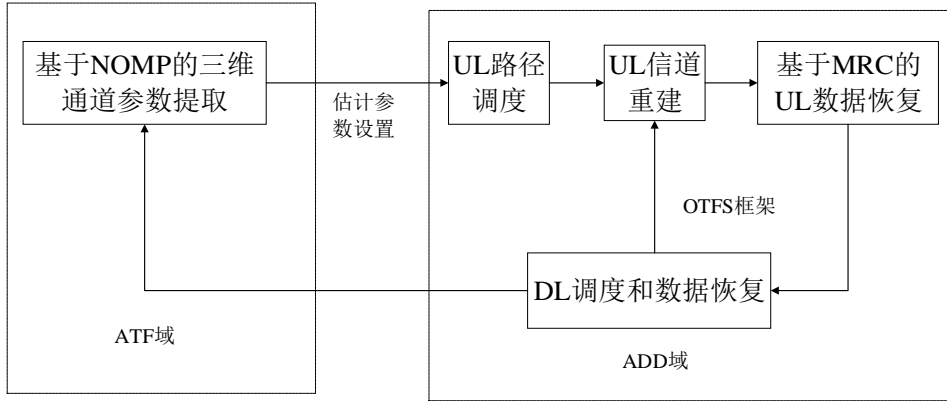 基于NOMP的三维
通道参数提取
估计参
数设置
UL路径
调度
UL信道
重建
基于MRC的
UL数据恢复
OTFS框架
DL调度和数据恢复
ATF域
ADD域